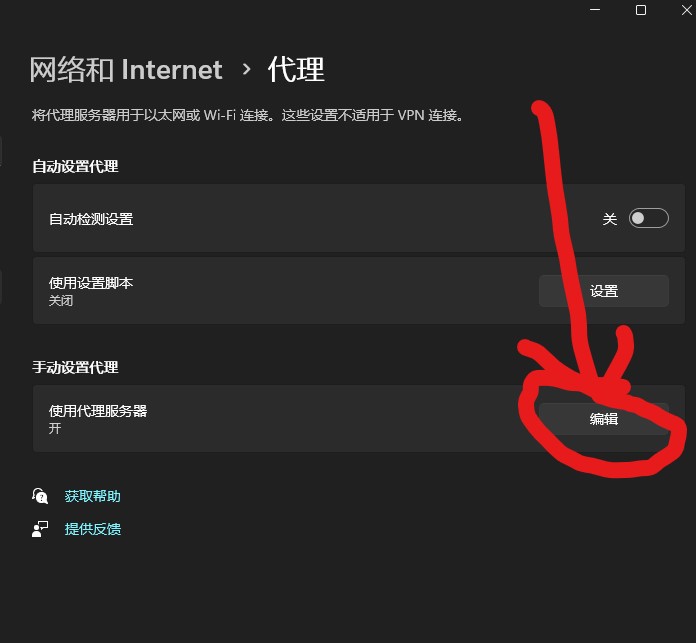 网络和 Internet › 代理
将代理服务器用于以太网或 Wi-Fi 连接。这些设置不适用于 VPN 连接。
自动设置代理
自动检测设置
关
使用设置脚本
关闭
设置
手动设置代理
使用代理服务器
开
编辑
获取帮助
提供反馈